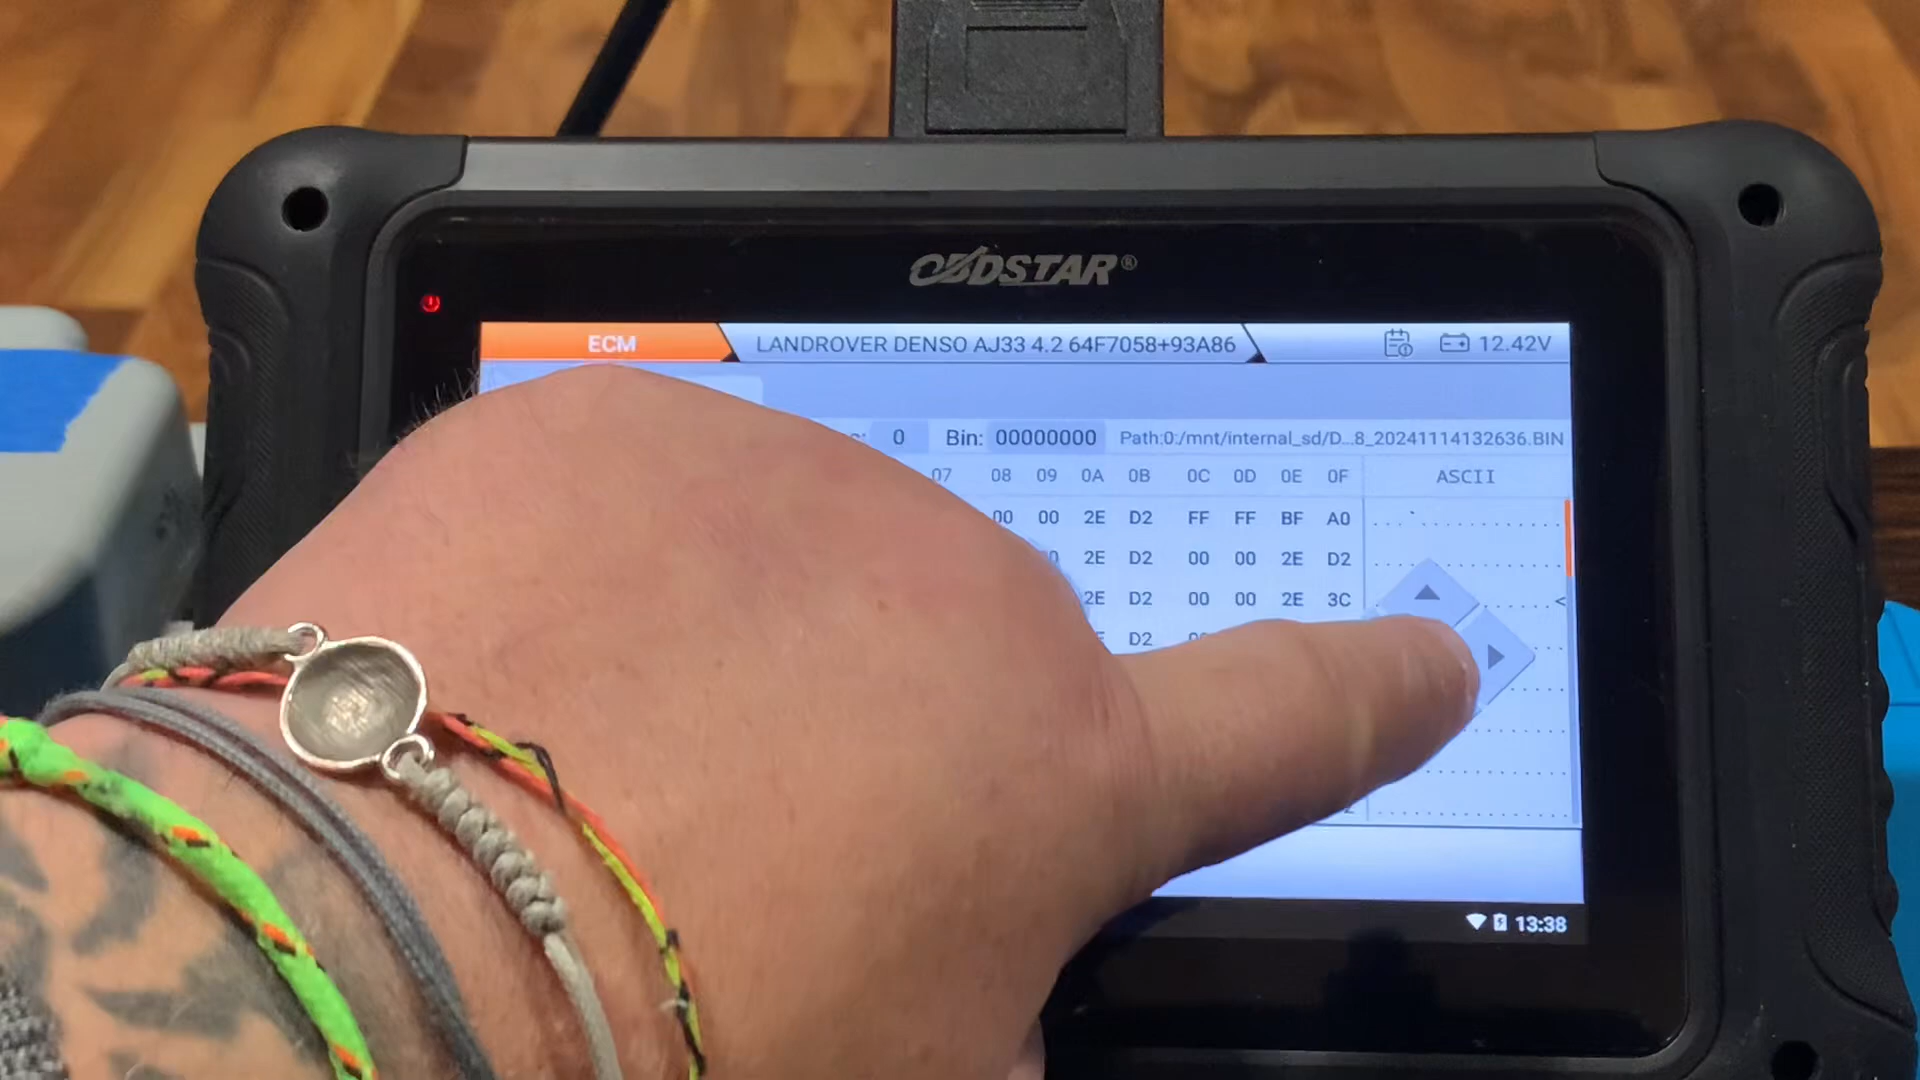 OBDSTAR®
ECM LANDROVER DENSO AJ33 4.2 64F7058+93A86 12.42V
0 Bin: 00000000 Path:0:/mnt/internal_sd/D...8_20241114132636.BIN
07 08 09 0A 0B 0C 0D 0E 0F ASCII
00 00 2E D2 FF FF BF A0 ...`............
2E D2 00 00 2E D2 ................
2E D2 00 00 2E 3C <
D2
13:38